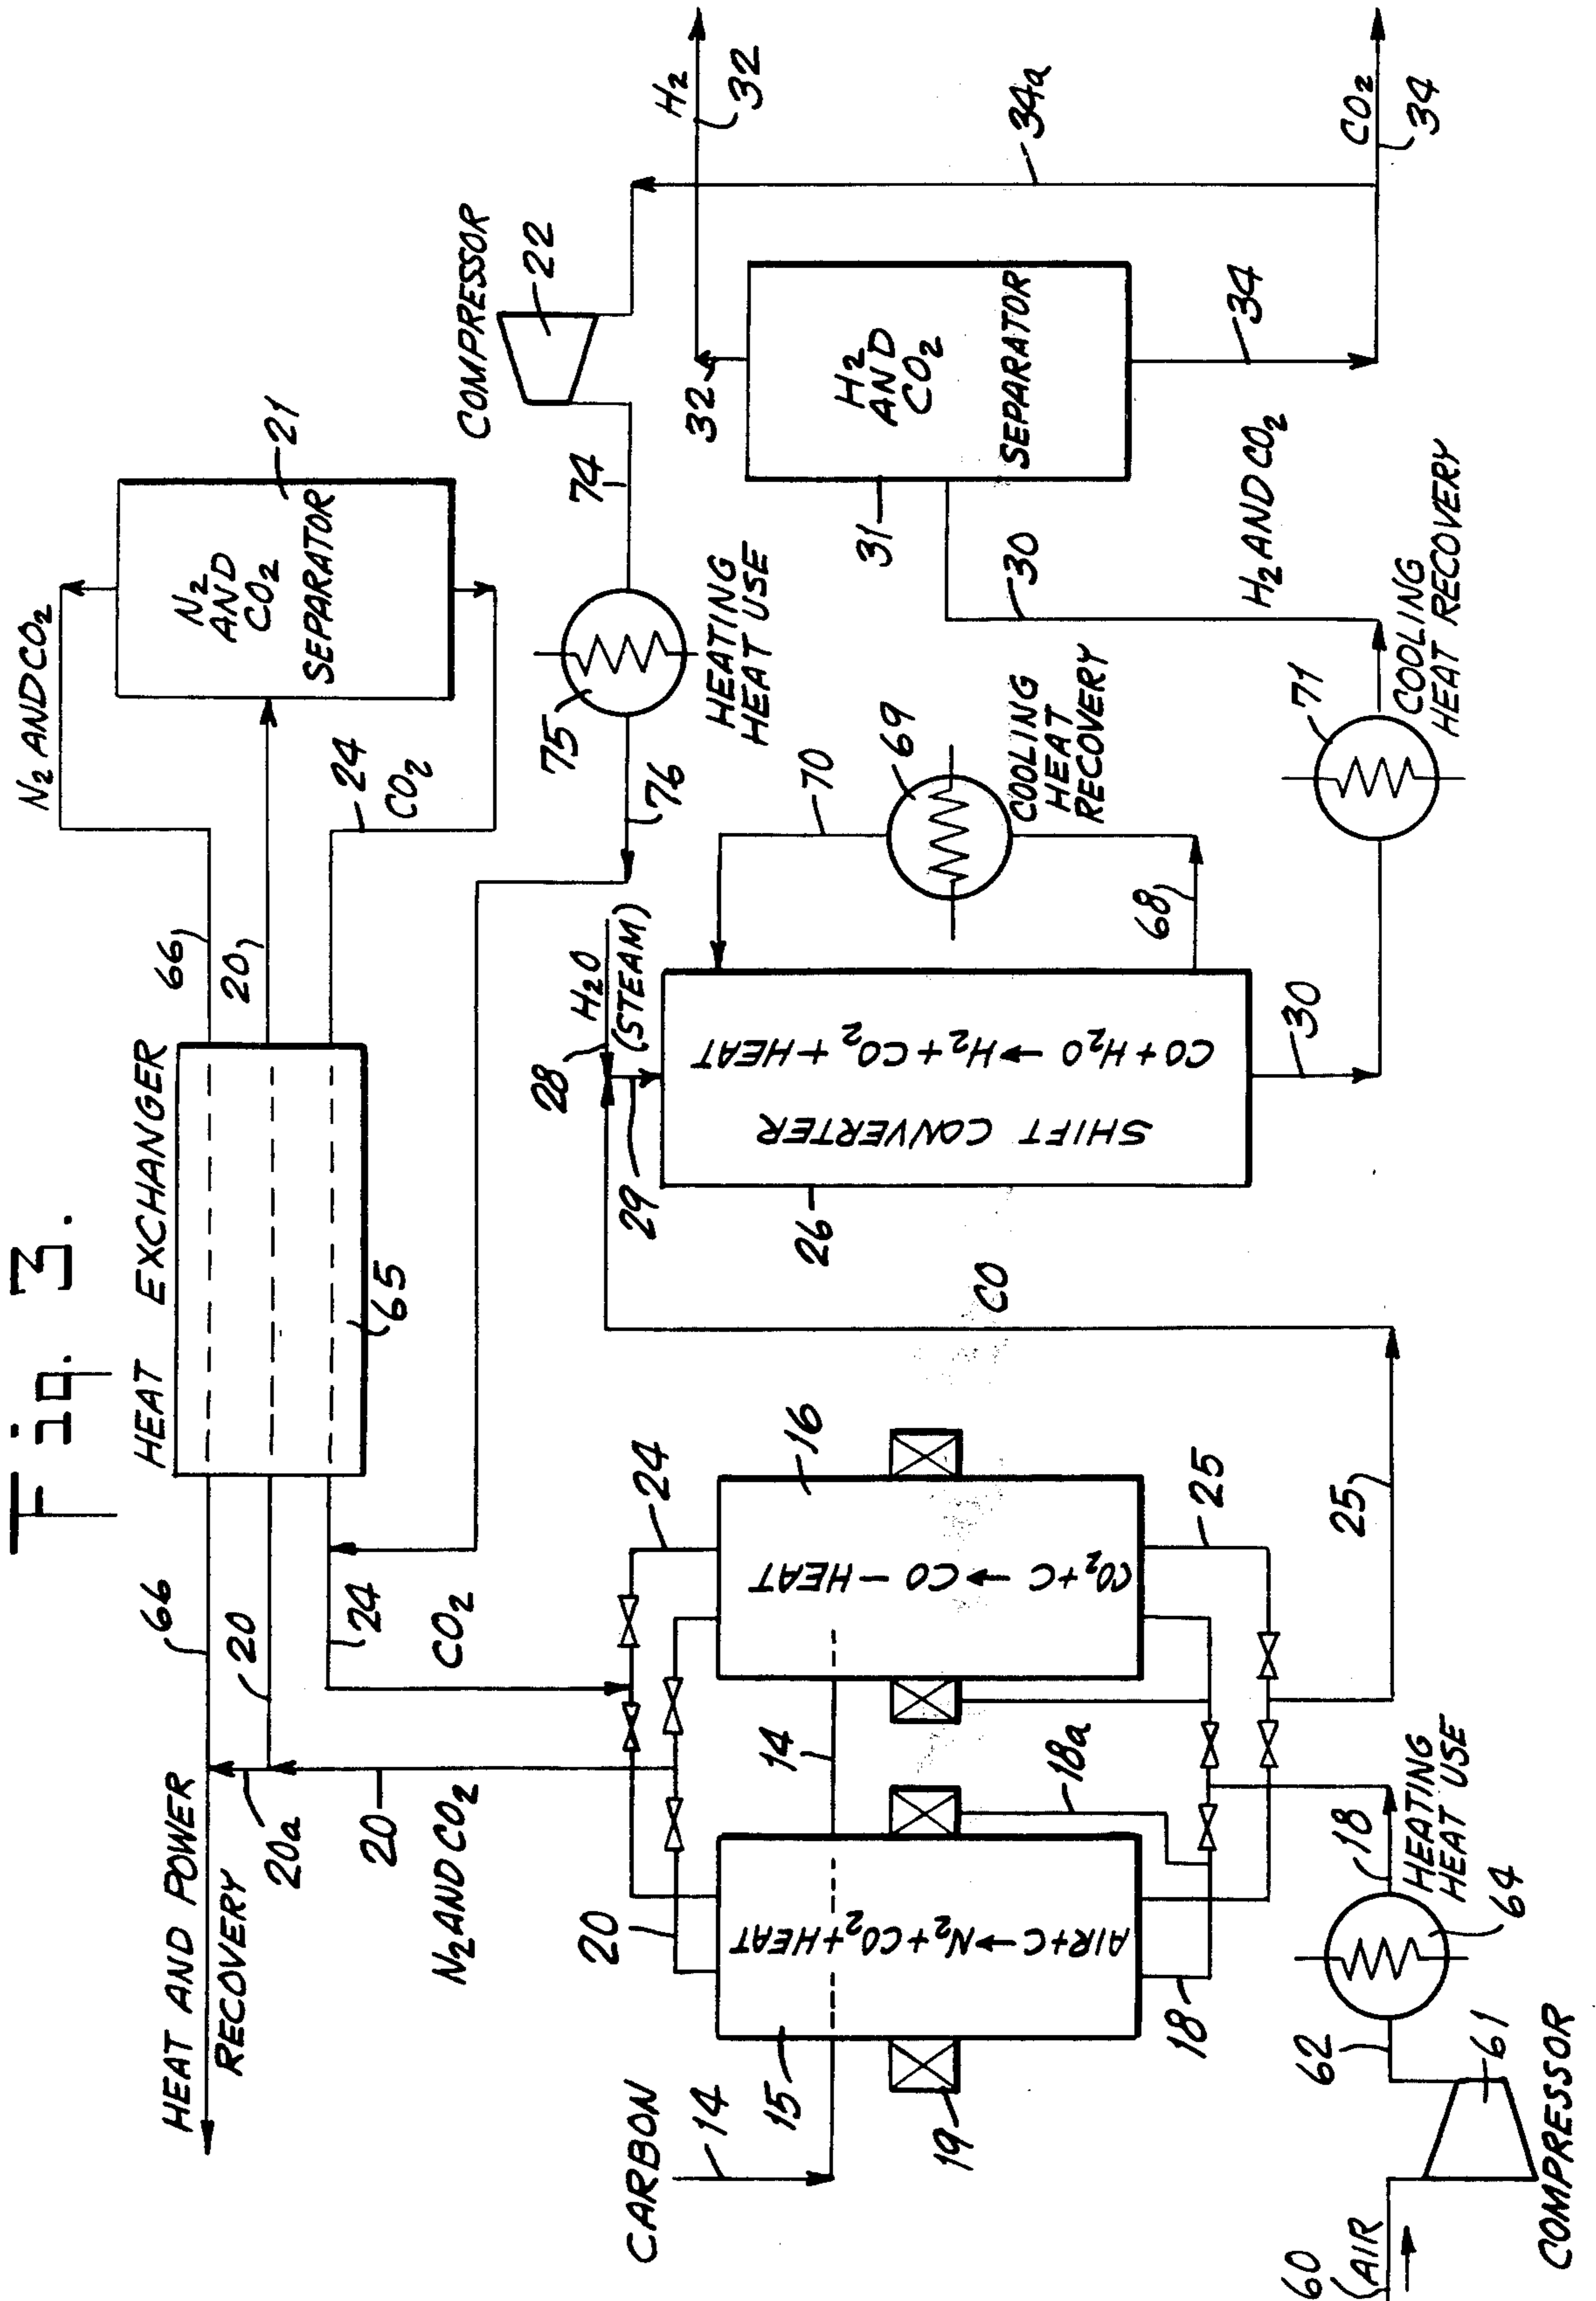 Fig. 3.
HEAT EXCHANGER
N2 AND CO2
HEAT AND POWER
RECOVERY
66
65
66
20
20
20a
20
24
24
CO2
N2
AND
CO2
SEPARATOR
21
N2 AND CO2
CO2
COMPRESSOR
22
74
75
76
HEATING
HEAT USE
CARBON
14
14
15
16
19
20
24
AIR+C→N2+CO2+HEAT
CO2+C→CO-HEAT
18
18a
25
25
CO
28
H2O
(STEAM)
29
26
SHIFT CONVERTER
CO+H2O→H2+CO2+HEAT
70
69
68
COOLING
HEAT
RECOVERY
30
71
COOLING
HEAT RECOVERY
30
H2 AND CO2
31
H2
AND
CO2
SEPARATOR
32
H2
32
34a
34
CO2
34
60
AIR
61
COMPRESSOR
62
64
HEATING
HEAT USE
18